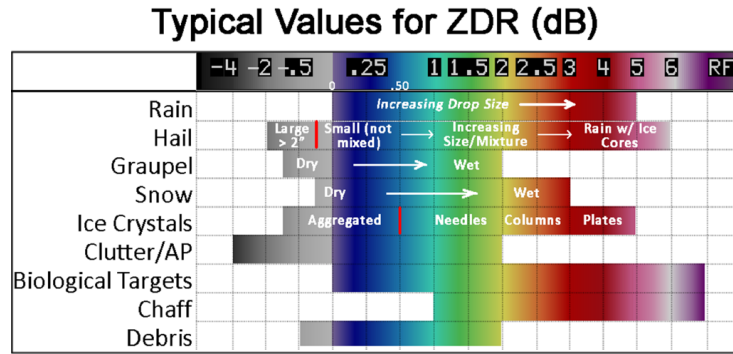 Typical Values for ZDR (dB)
-4 -2 -.5 .25 1 1.5 2 2.5 3 4 5 6 RF
0 .50
Rain Increasing Drop Size
Hail Large > 2" Small (not mixed) Increasing Size/Mixture Rain w/ Ice Cores
Graupel Dry Wet
Snow Dry Wet
Ice Crystals Aggregated Needles Columns Plates
Clutter/AP
Biological Targets
Chaff
Debris